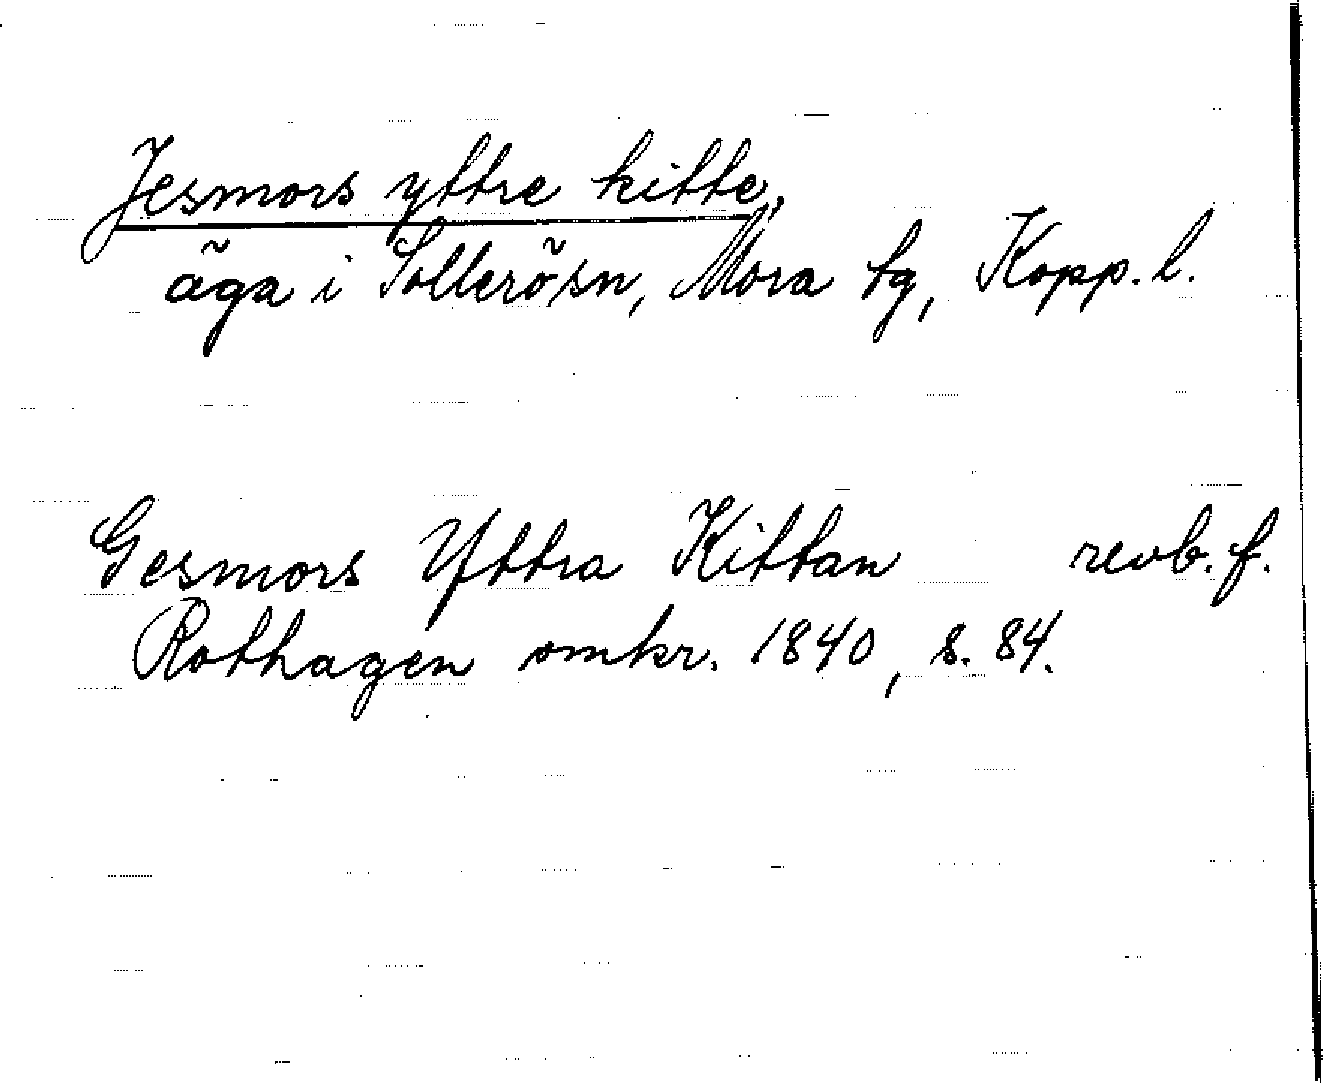 Jesmors yttre kitte,
äga i Sollerösn, Mora tg, Kopp. l.
Gesmors Yttra Kittan revb. f.
Rothagen omkr. 1840, s. 84.